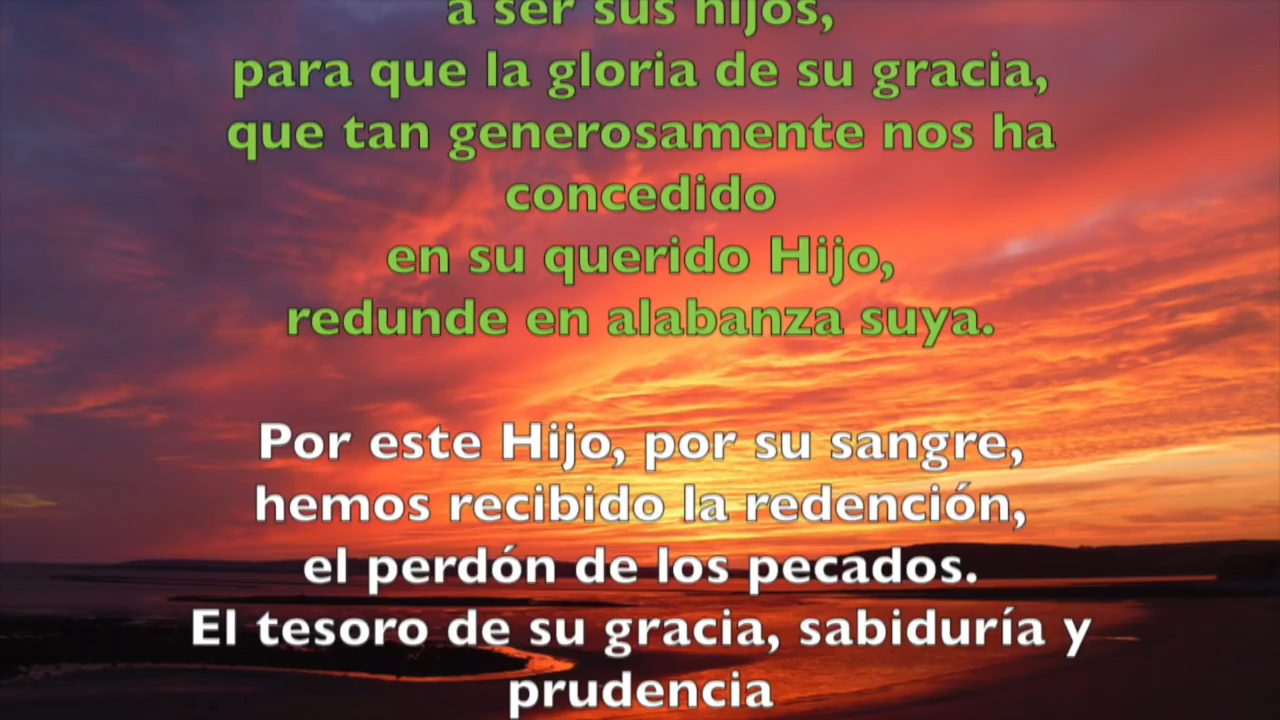 a ser sus hijos,
para que la gloria de su gracia,
que tan generosamente nos ha
concedido
en su querido Hijo,
redunde en alabanza suya.
Por este Hijo, por su sangre,
hemos recibido la redención,
el perdón de los pecados.
El tesoro de su gracia, sabiduría y
prudencia